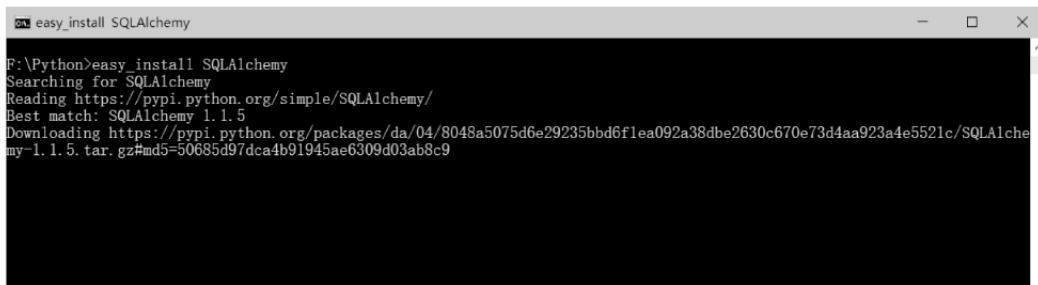 easy_install SQLAlchemy
F:\Python>easy_install SQLAlchemy
Searching for SQLAlchemy
Reading https://pypi.python.org/simple/SQLAlchemy/
Best match: SQLAlchemy 1.1.5
Downloading https://pypi.python.org/packages/da/04/8048a5075d6e29235bbd6f1ea092a38dbe2630c670e73d4aa923a4e5521c/SQLAlche
my-1.1.5.tar.gz#md5=50685d97dca4b91945ae6309d03ab8c9